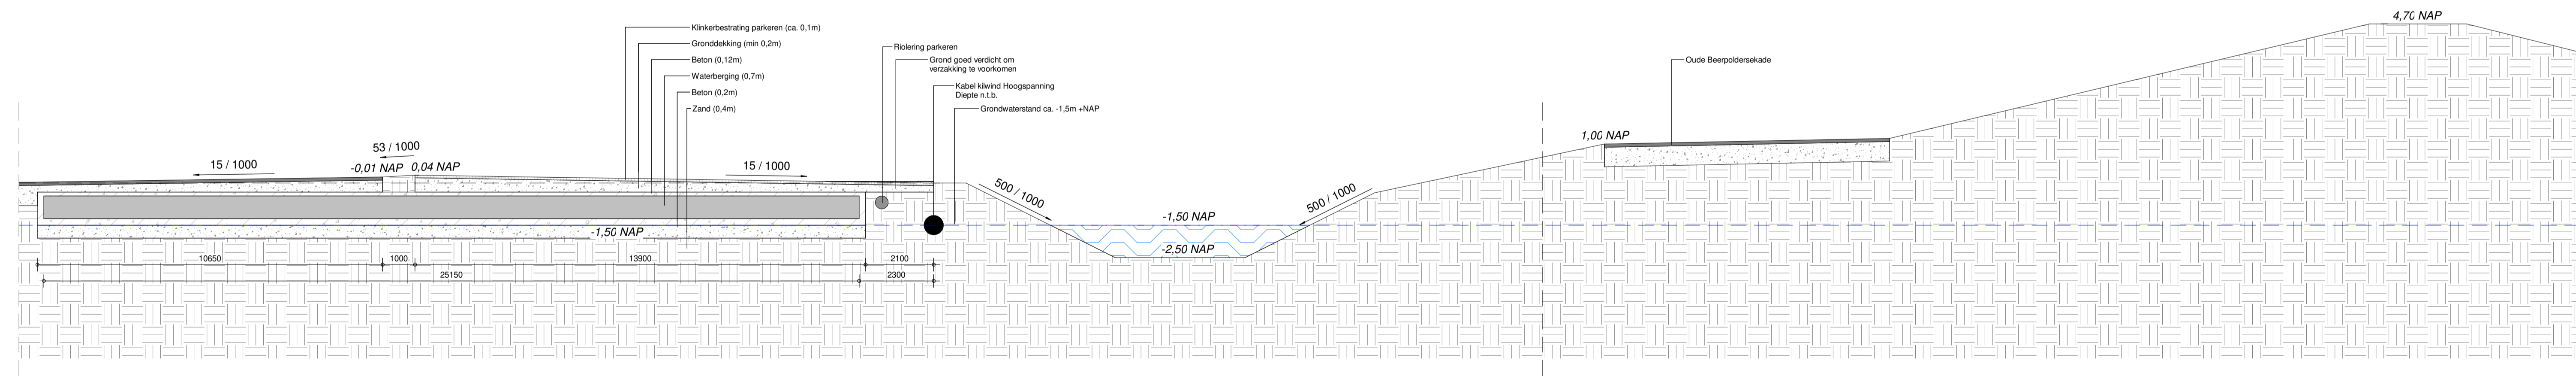 4,70 NAP
Klinkerbestrating parkeren (ca. 0,1m)
Gronddekking (min 0,2m)
Beton (0,12m)
Waterberging (0,7m)
Beton (0,2m)
Zand (0,4m)
Riolering parkeren
Grond goed verdicht om
verzakking te voorkomen
Kabel kilwind Hoogspanning
Diepte n.t.b.
Grondwaterstand ca. -1,5m +NAP
Oude Beerpoldersekade
1,00 NAP
53 / 1000
15 / 1000
-0,01 NAP
0,04 NAP
15 / 1000
500 / 1000
500 / 1000
-1,50 NAP
-1,50 NAP
-2,50 NAP
10650
1000
13900
2100
25150
2300